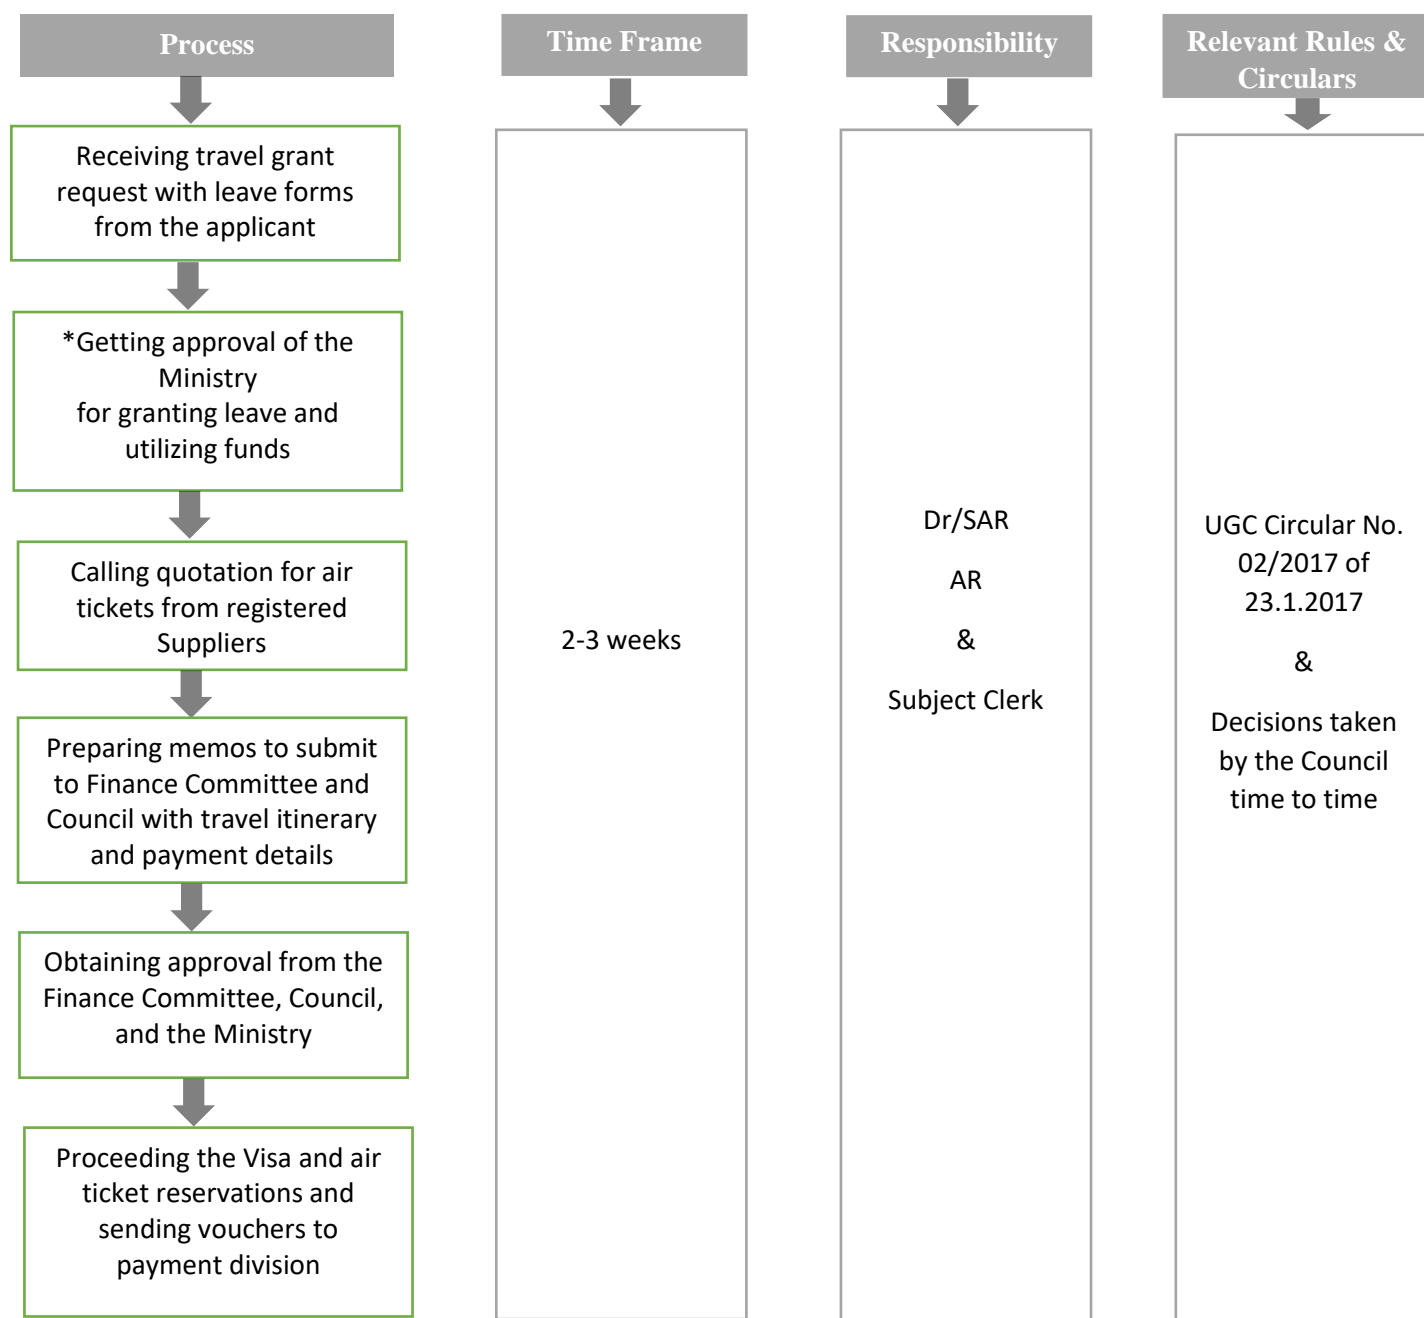 Process
Time Frame
Responsibility
Relevant Rules &
Circulars
Receiving travel grant
request with leave forms
from the applicant
*Getting approval of the
Ministry
for granting leave and
utilizing funds
Calling quotation for air
tickets from registered
Suppliers
Preparing memos to submit
to Finance Committee and
Council with travel itinerary
and payment details
Obtaining approval from the
Finance Committee, Council,
and the Ministry
Proceeding the Visa and air
ticket reservations and
sending vouchers to
payment division
2-3 weeks
Dr/SAR
AR
&
Subject Clerk
UGC Circular No.
02/2017 of
23.1.2017
&
Decisions taken
by the Council
time to time